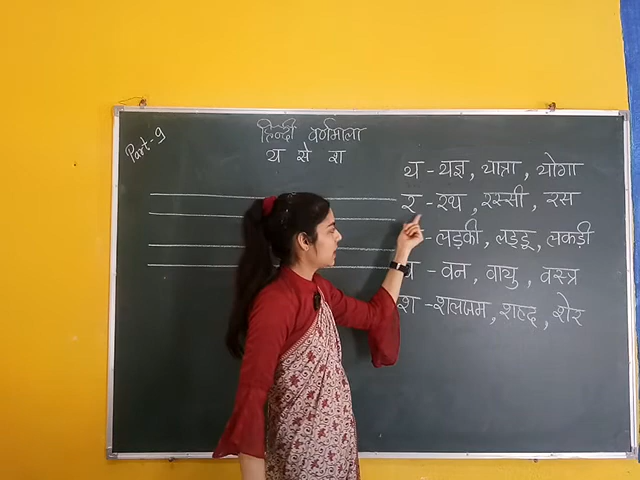 Part-9
हिन्दी वर्णमाला
य से श
य - यज्ञ, यात्रा, योगा
र - रथ, रस्सी, रस
- लड़की, लड्डू, लकड़ी
व - वन, वायु, वस्त्र
श - शलजम, शहद, शेर